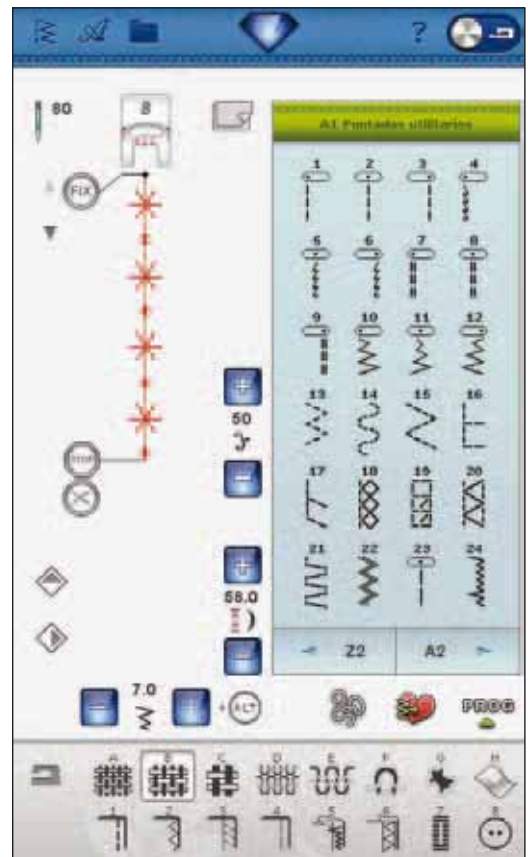 ?
80
B
A1 Puntadas utilitarias
1 2 3 4
FIX
5 6 7 8
9 10 11 12
13 14 15 16
50
STOP
17 18 19 20
21 22 23 24
58.0
Z2 A2
7.0
ALT
PROG
A B C D E F G H
1 2 3 4 5 6 7 8